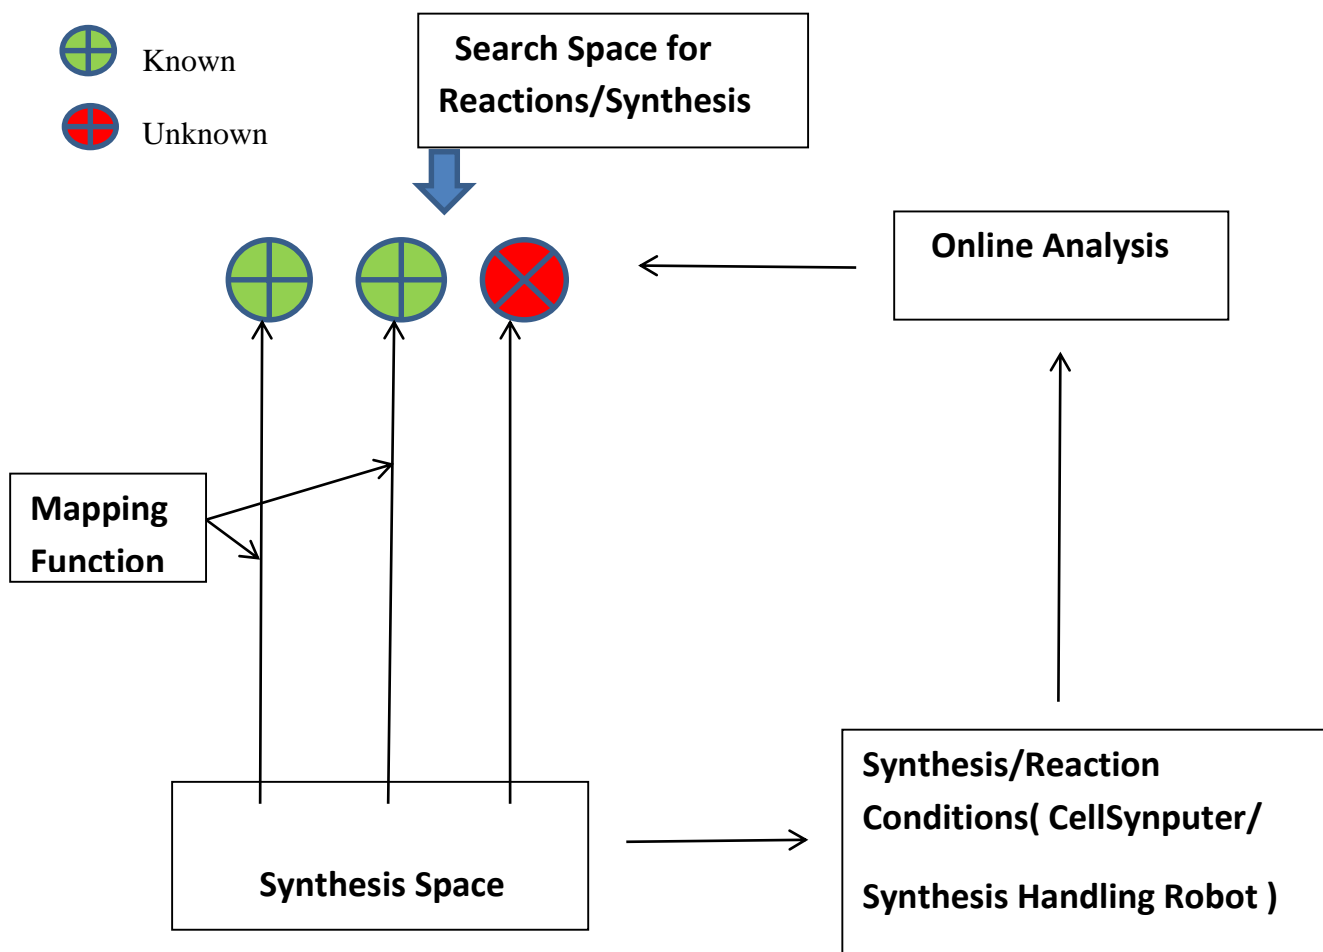 Known
Unknown
Search Space for
Reactions/Synthesis
Online Analysis
Mapping
Function
Synthesis Space
Synthesis/Reaction
Conditions( CellSynputer/
Synthesis Handling Robot )